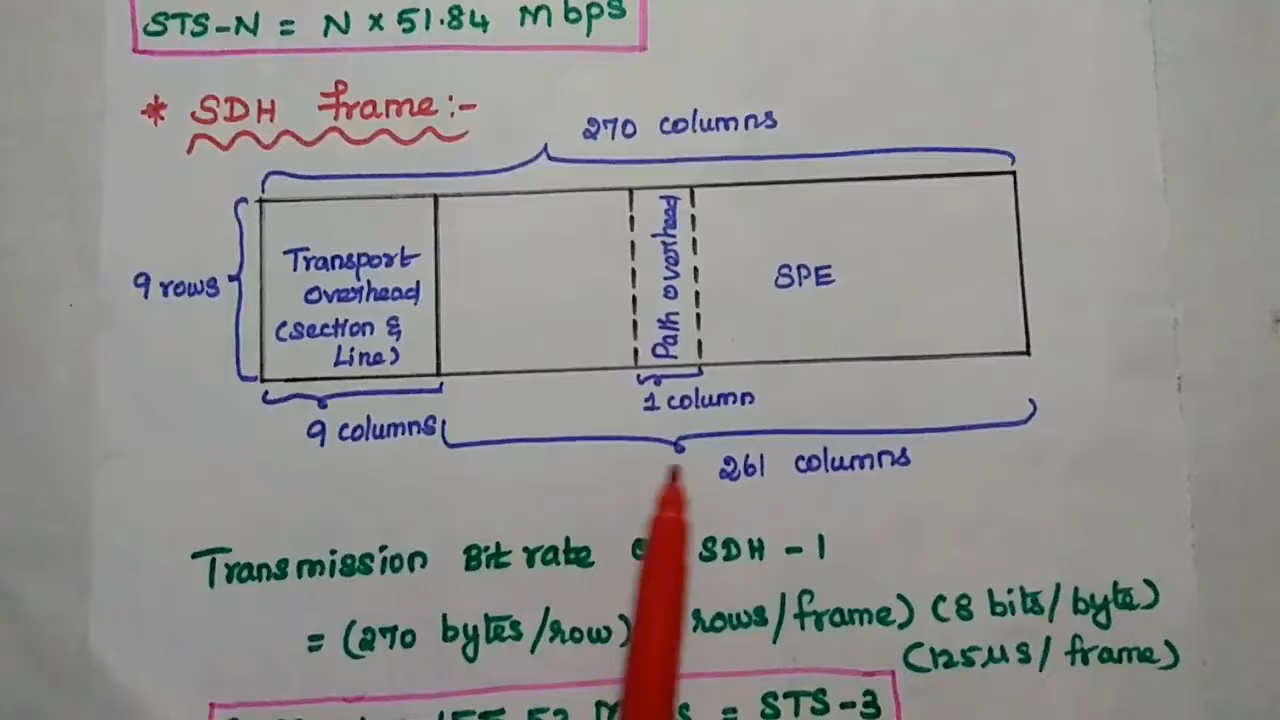 STS-N = N × 51.84 Mbps
* SDH frame:-
270 columns
9 rows
Transport
overhead
(section &
Line)
Path overhead
SPE
1 column
9 columns
261 columns
Transmission Bit rate SDH - 1
= (270 bytes/row) rows/frame) (8 bits/byte)
(125 μs/frame)
= STS-3